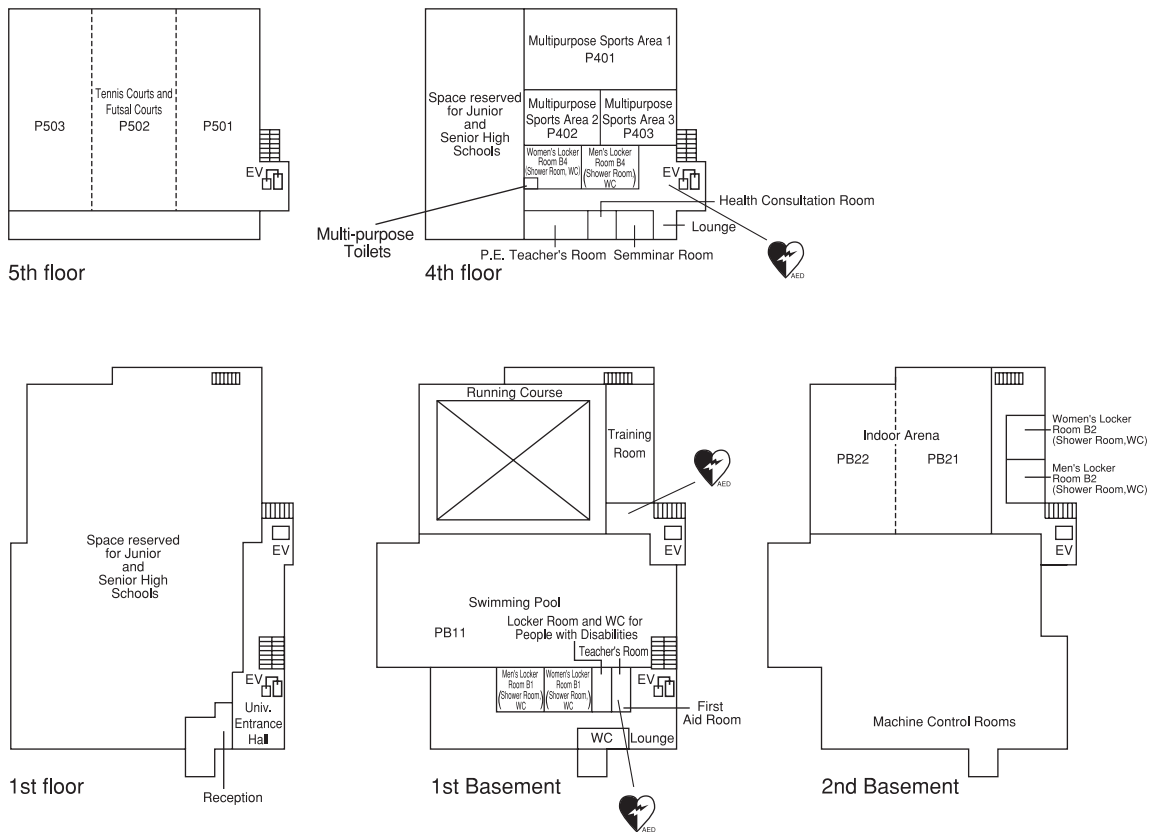 P503
Tennis Courts and
Futsal Courts
P502
P501
EV
5th floor
Multipurpose Sports Area 1
P401
Space reserved
for Junior
and
Senior High
Schools
Multipurpose
Sports Area 2
P402
Multipurpose
Sports Area 3
P403
Women's Locker
Room B4
(Shower Room, WC)
Men's Locker
Room B4
(Shower Room,
WC)
EV
Health Consultation Room
Multi-purpose
Toilets
Lounge
P.E. Teacher's Room
Semminar Room
AED
4th floor
Space reserved
for Junior
and
Senior High
Schools
EV
EV
Univ.
Entrance
Hall
Reception
1st floor
Running Course
Training
Room
AED
EV
Swimming Pool
PB11
Locker Room and WC for
People with Disabilities
Teacher's Room
Men's Locker
Room B1
(Shower Room,
WC)
Women's Locker
Room B1
(Shower Room,
WC)
EV
First
Aid Room
WC
Lounge
AED
1st Basement
Indoor Arena
PB22
PB21
Women's Locker
Room B2
(Shower Room,WC)
Men's Locker
Room B2
(Shower Room,WC)
EV
Machine Control Rooms
2nd Basement